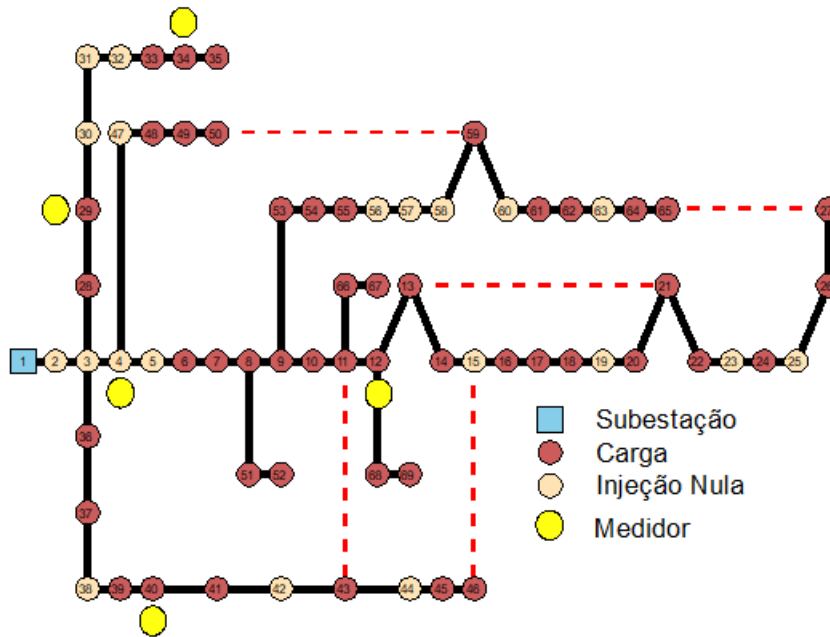 31 32 33 34 35
30 47 48 49 50 59
29 53 54 55 56 57 58 60 61 62 63 64 65 27
28 66 67 13 21 26
1 2 3 4 5 6 7 8 9 10 11 12 14 15 16 17 18 19 20 22 23 24 25
36
51 52 68 69
37
38 39 40 41 42 43 44 45 46
Subestação
Carga
Injeção Nula
Medidor